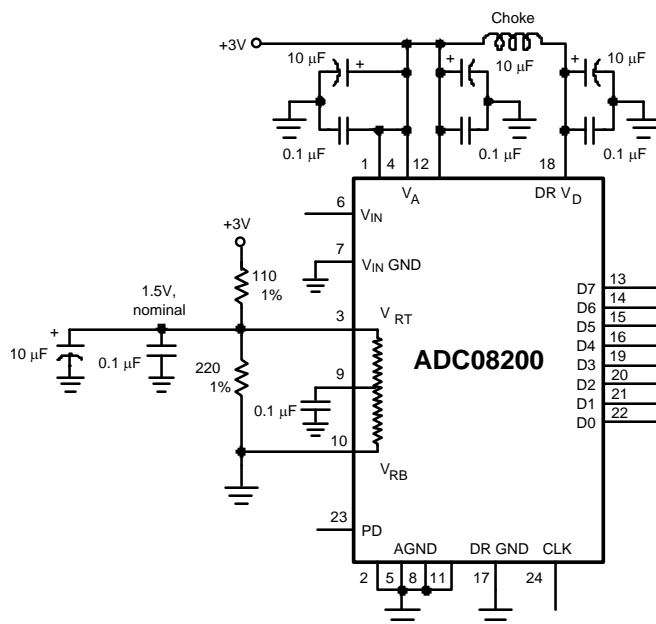 Choke
+3V
10 µF
+
+
10 µF
+
10 µF
0.1 µF
0.1 µF
0.1 µF
1
4
12
18
V_A
DR V_D
6
V_IN
+3V
7
V_IN GND
110
1%
1.5V,
nominal
3
V_RT
+
10 µF
0.1 µF
220
1%
9
0.1 µF
10
V_RB
ADC08200
D7
13
D6
14
D5
15
D4
16
D3
19
D2
20
D1
21
D0
22
23
PD
AGND
DR GND
CLK
2
5
8
11
17
24